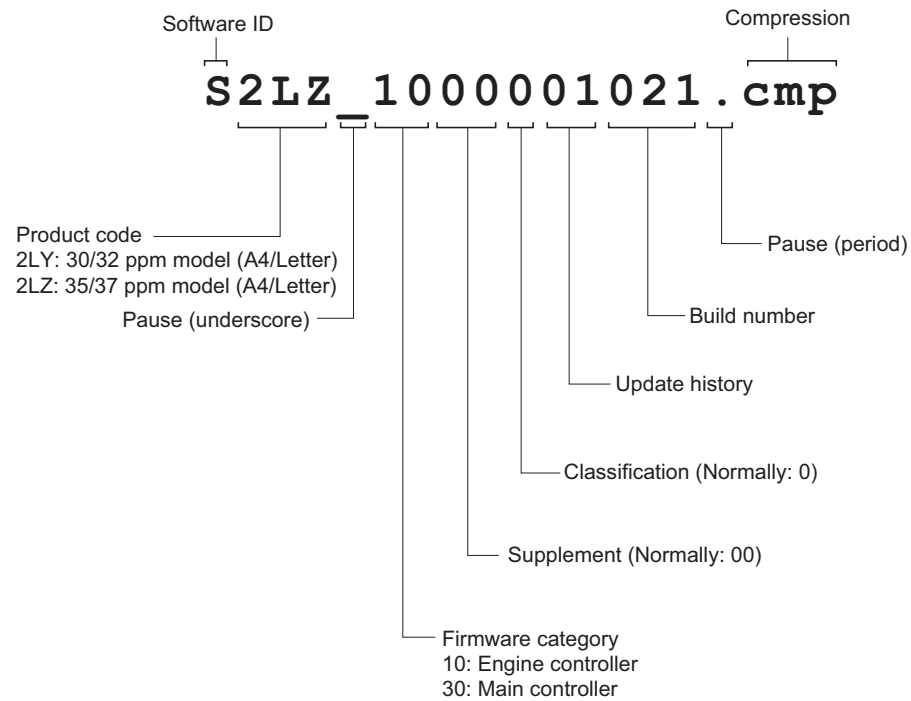 Software ID
Compression
S2LZ_1000001021.cmp
Product code
2LY: 30/32 ppm model (A4/Letter)
2LZ: 35/37 ppm model (A4/Letter)
Pause (underscore)
Pause (period)
Build number
Update history
Classification (Normally: 0)
Supplement (Normally: 00)
Firmware category
10: Engine controller
30: Main controller